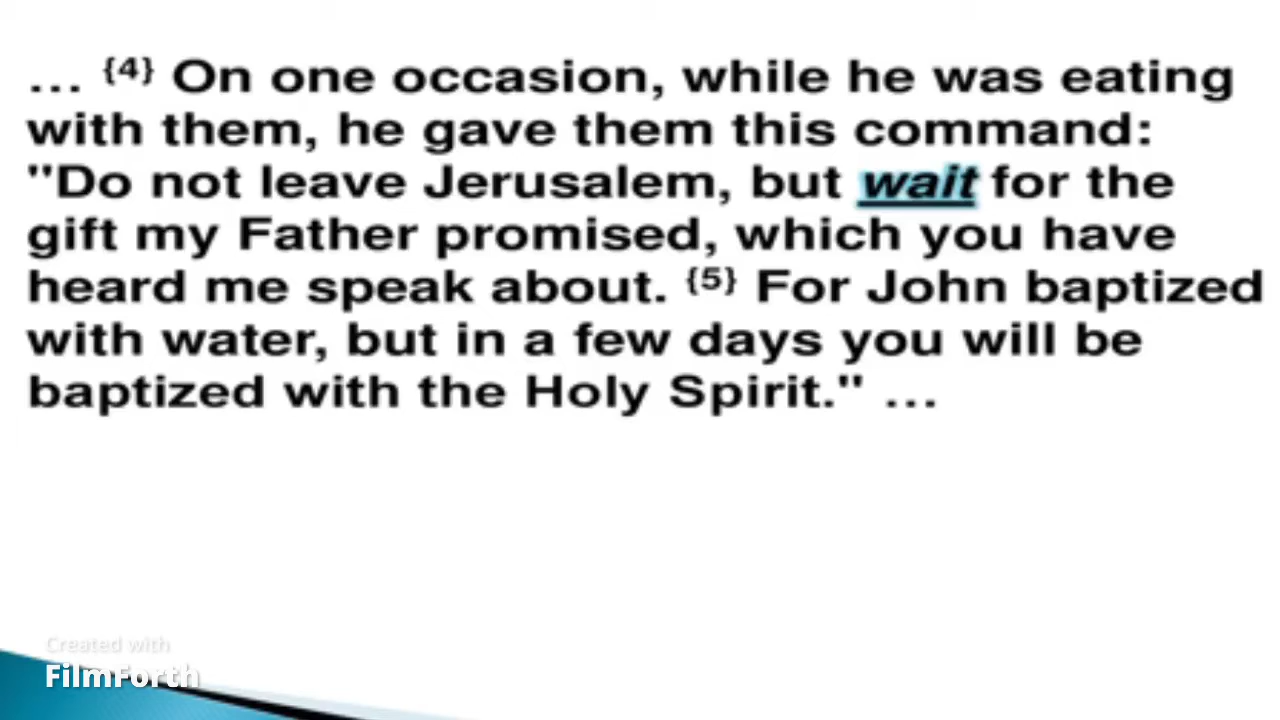 ... {4} On one occasion, while he was eating
with them, he gave them this command:
"Do not leave Jerusalem, but wait for the
gift my Father promised, which you have
heard me speak about. {5} For John baptized
with water, but in a few days you will be
baptized with the Holy Spirit." ...
Created with
FilmForth